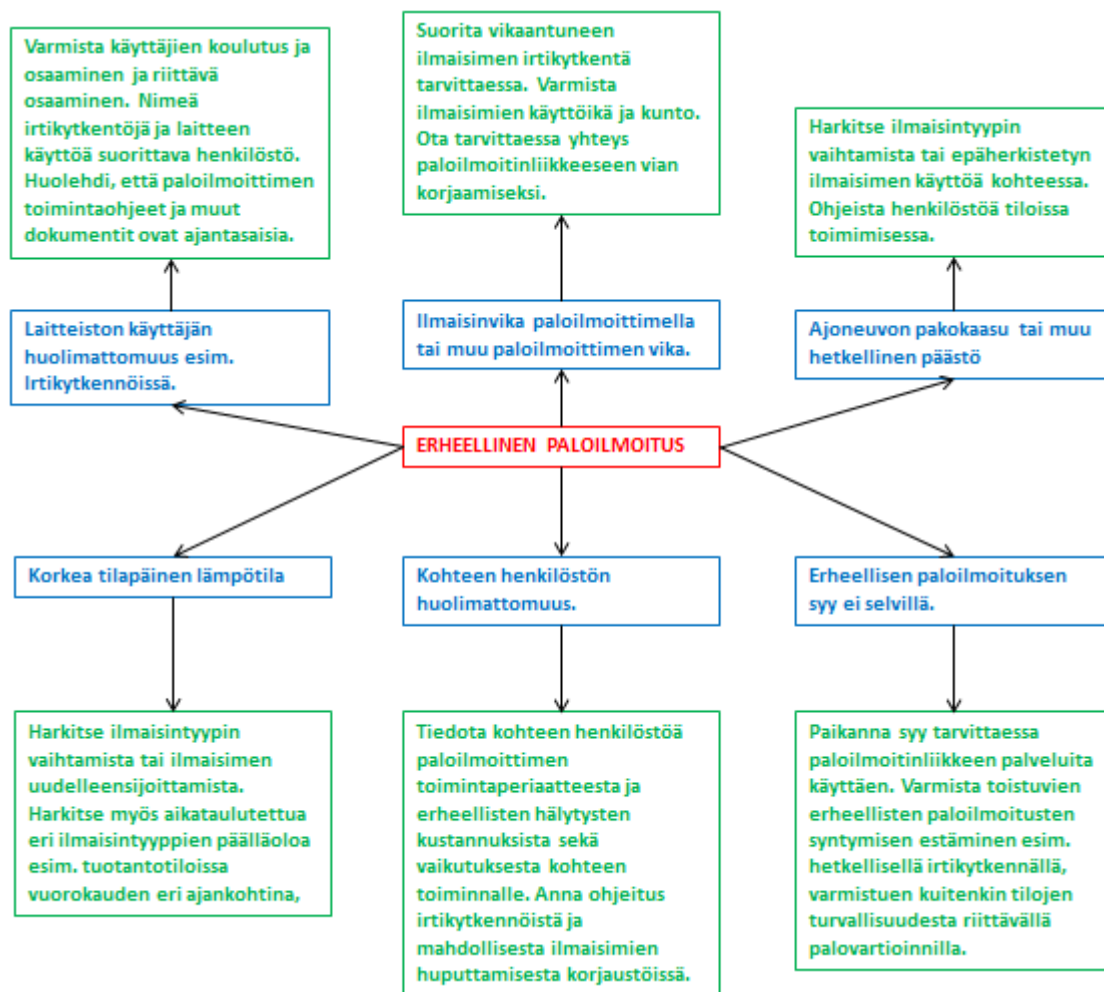 Varmista käyttäjien koulutus ja
osaaminen ja riittävä
osaaminen. Nimeä
irtikytkentöjä ja laitteen
käyttöä suorittava henkilöstö.
Huolehdi, että paloilmoittimen
toimintaohjeet ja muut
dokumentit ovat ajantasaisia.
Suorita vikaantuneen
ilmaisimen irtikytkentä
tarvittaessa. Varmista
ilmaisimien käyttöikä ja kunto.
Ota tarvittaessa yhteys
paloilmoitinliikkeeseen vian
korjaamiseksi.
Harkitse ilmaisintyypin
vaihtamista tai epäherkistetyn
ilmaisimen käyttöä kohteessa.
Ohjeista henkilöstöä tiloissa
toimimisessa.
Laitteiston käyttäjän
huolimattomuus esim.
Irtikytkennöissä.
Ilmaisinvika paloilmoittimella
tai muu paloilmoittimen vika.
Ajoneuvon pakokaasu tai muu
hetkellinen päästö
ERHEELLINEN PALOILMOITUS
Korkea tilapäinen lämpötila
Kohteen henkilöstön
huolimattomuus.
Erheellisen paloilmoituksen
syy ei selvillä.
Harkitse ilmaisintyypin
vaihtamista tai ilmaisimen
uudelleensijoittamista.
Harkitse myös aikataulutettua
eri ilmaisintyyppien päälläoloa
esim. tuotantotiloissa
vuorokauden eri ajankohtina,
Tiedota kohteen henkilöstöä
paloilmoittimen
toimintaperiaatteesta ja
erheellisten hälytysten
kustannuksista sekä
vaikutuksesta kohteen
toiminnalle. Anna ohjeitus
irtikytkennöistä ja
mahdollisesta ilmaisimien
huputtamisesta korjaustöissä.
Paikanna syy tarvittaessa
paloilmoitinliikkeen palveluita
käyttäen. Varmista toistuvien
erheellisten paloilmoitusten
syntymisen estäminen esim.
hetkellisellä irtikytkennällä,
varmistuen kuitenkin tilojen
turvallisuudesta riittävällä
palovartioinnilla.